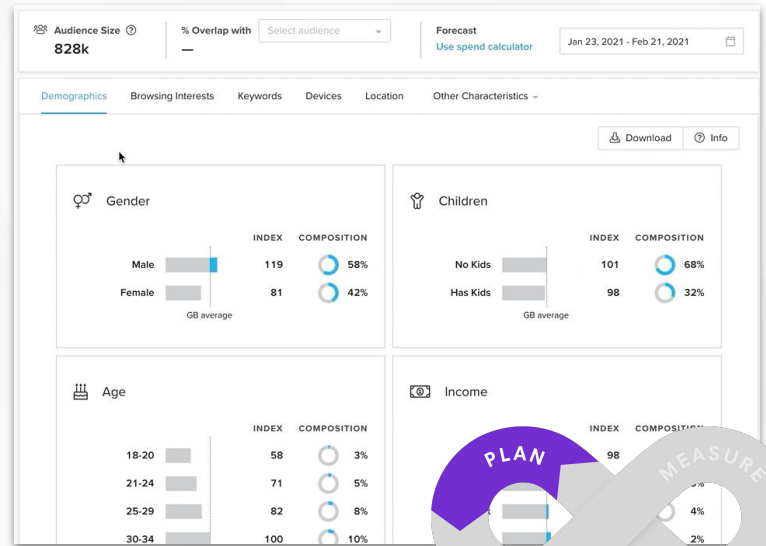 Audience Size
828k
% Overlap with
—
Select audience
Forecast
Use spend calculator
Jan 23, 2021 - Feb 21, 2021
Demographics Browsing Interests Keywords Devices Location Other Characteristics
Download Info
Gender
INDEX COMPOSITION
Male 119 58%
Female 81 42%
GB average
Children
INDEX COMPOSITION
No Kids 101 68%
Has Kids 98 32%
GB average
Age
INDEX COMPOSITION
18-20 58 3%
21-24 71 5%
25-29 82 8%
30-34 100 10%
Income
INDEX COMPOSITION
98
4%
2%
PLAN
MEASURE